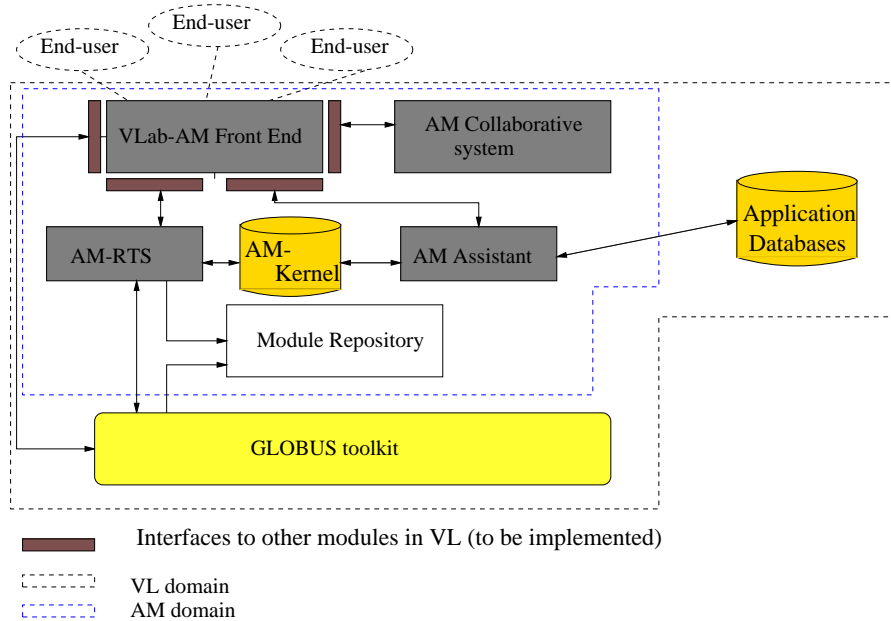 End-user
End-user
End-user
VLab-AM Front End
AM Collaborative
system
AM-RTS
AM-
Kernel
AM Assistant
Application
Databases
Module Repository
GLOBUS toolkit
Interfaces to other modules in VL (to be implemented)
VL domain
AM domain